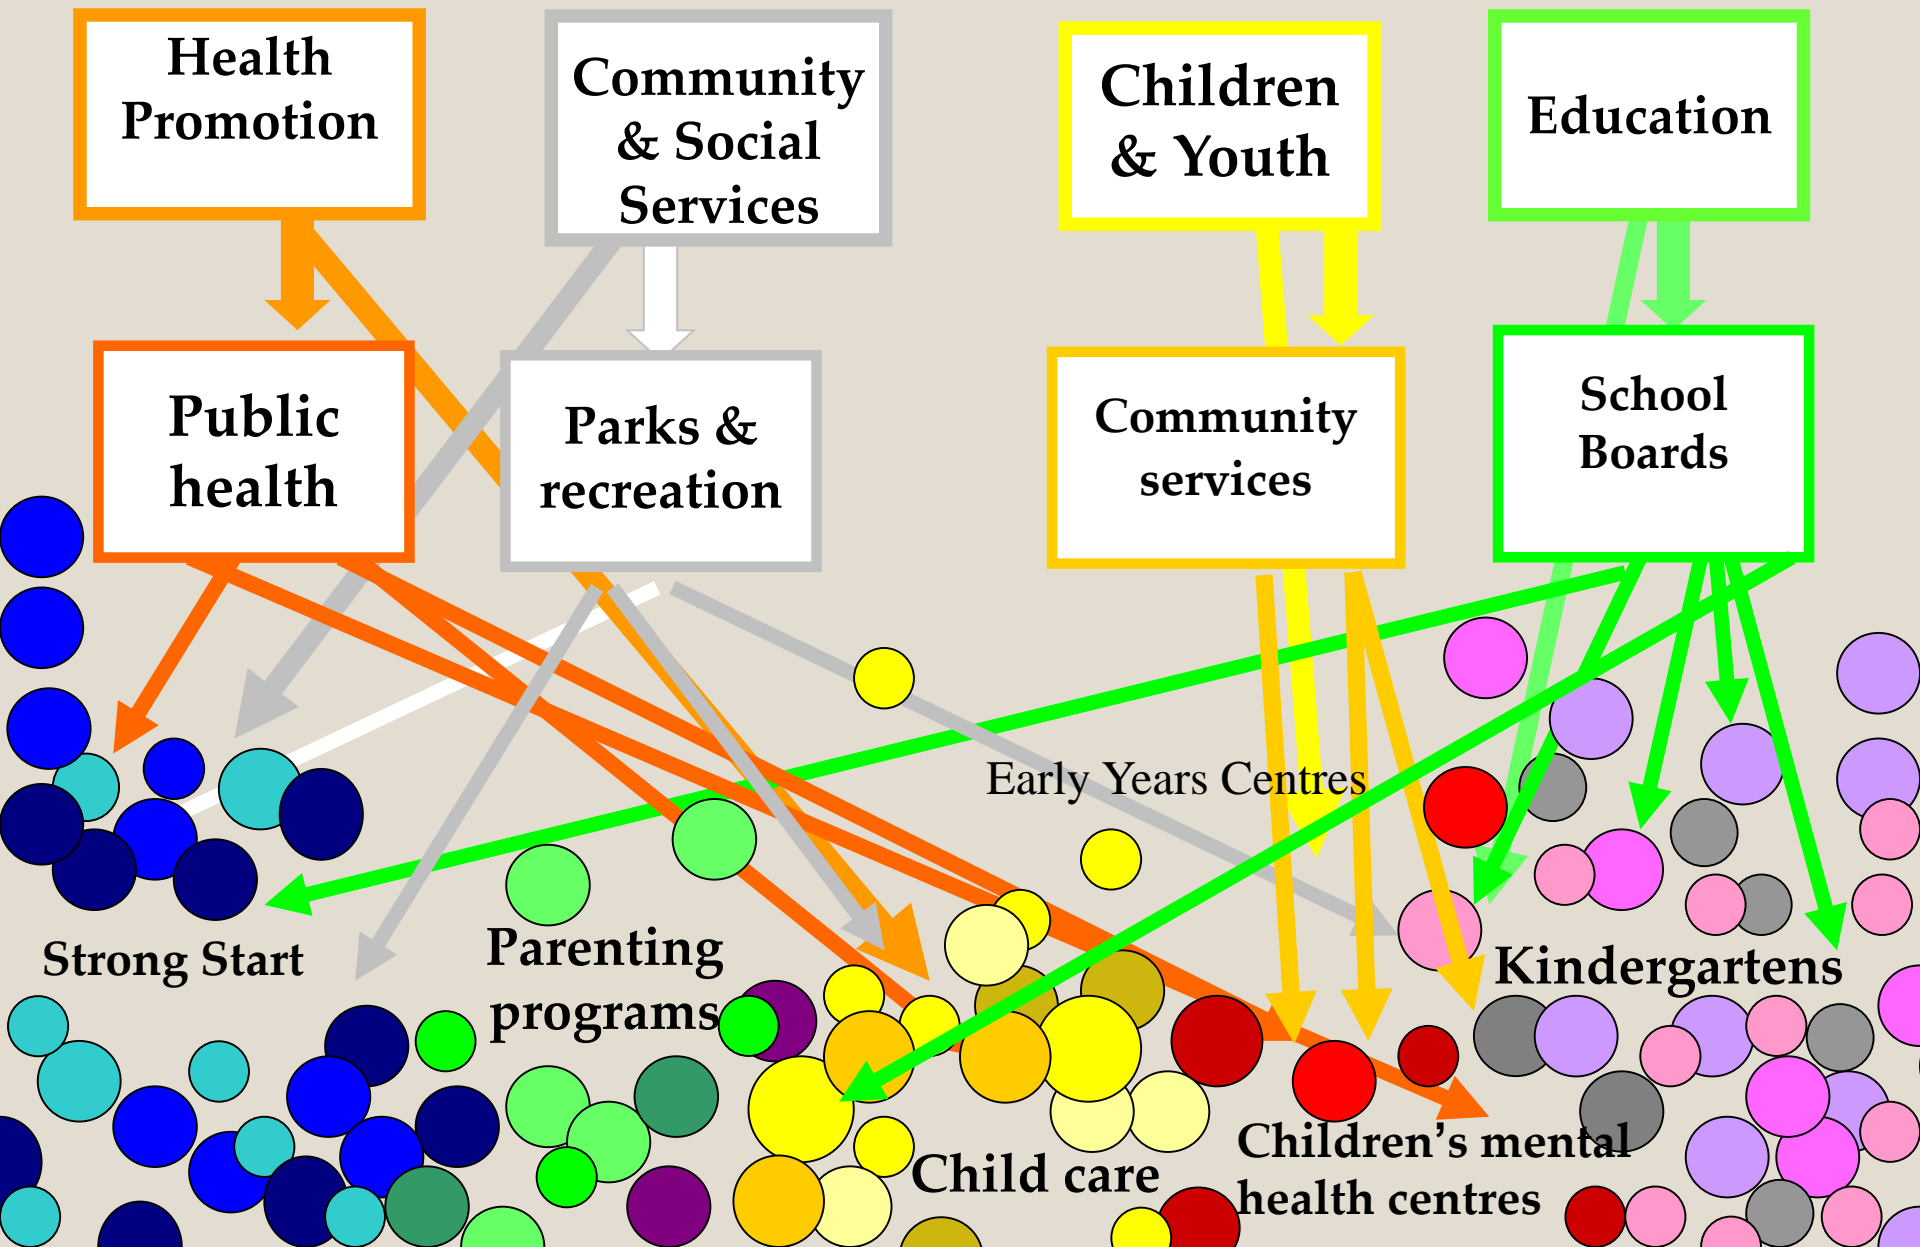 Health
Promotion
Community
& Social
Services
Children
& Youth
Education
Public
health
Parks &
recreation
Community
services
School
Boards
Early Years Centres
Strong Start
Parenting
programs
Kindergartens
Child care
Children’s mental
health centres